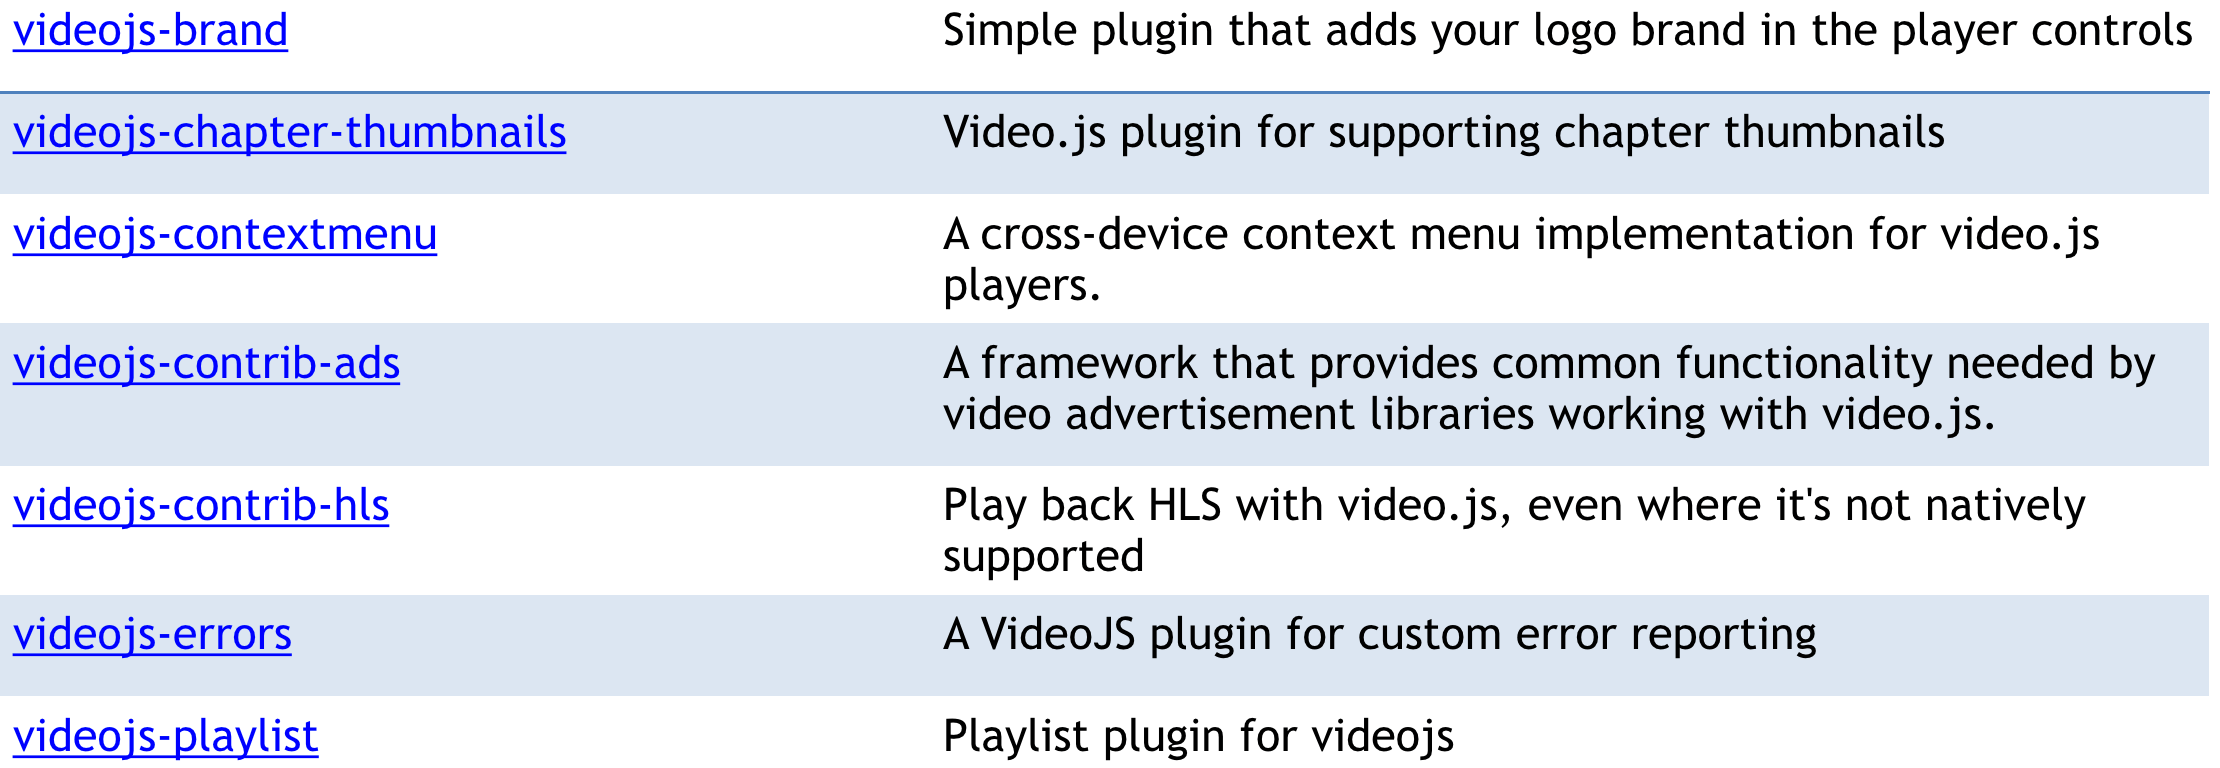 videojs-brand Simple plugin that adds your logo brand in the player controls
videojs-chapter-thumbnails Video.js plugin for supporting chapter thumbnails
videojs-contextmenu A cross-device context menu implementation for video.js
players.
videojs-contrib-ads A framework that provides common functionality needed by
video advertisement libraries working with video.js.
videojs-contrib-hls Play back HLS with video.js, even where it's not natively
supported
videojs-errors A VideoJS plugin for custom error reporting
videojs-playlist Playlist plugin for videojs